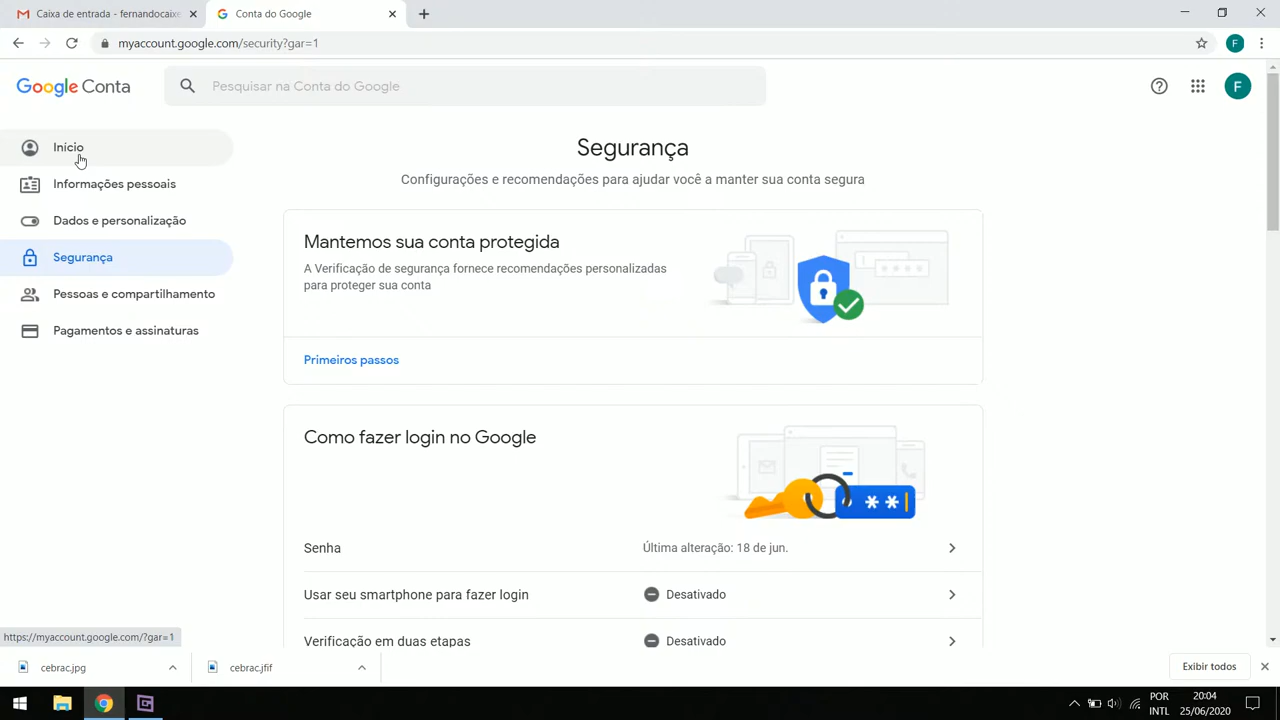 Caixa de entrada - fernandocaixe
Conta do Google
myaccount.google.com/security?gar=1
F
Google Conta
Pesquisar na Conta do Google
F
Início
Informações pessoais
Dados e personalização
Segurança
Pessoas e compartilhamento
Pagamentos e assinaturas
Segurança
Configurações e recomendações para ajudar você a manter sua conta segura
Mantemos sua conta protegida
A Verificação de segurança fornece recomendações personalizadas
para proteger sua conta
Primeiros passos
Como fazer login no Google
Senha
Última alteração: 18 de jun.
Usar seu smartphone para fazer login
Desativado
Verificação em duas etapas
Desativado
https://myaccount.google.com/?gar=1
cebrac.jpg
cebrac.jfif
Exibir todos
POR
INTL
20:04
25/06/2020